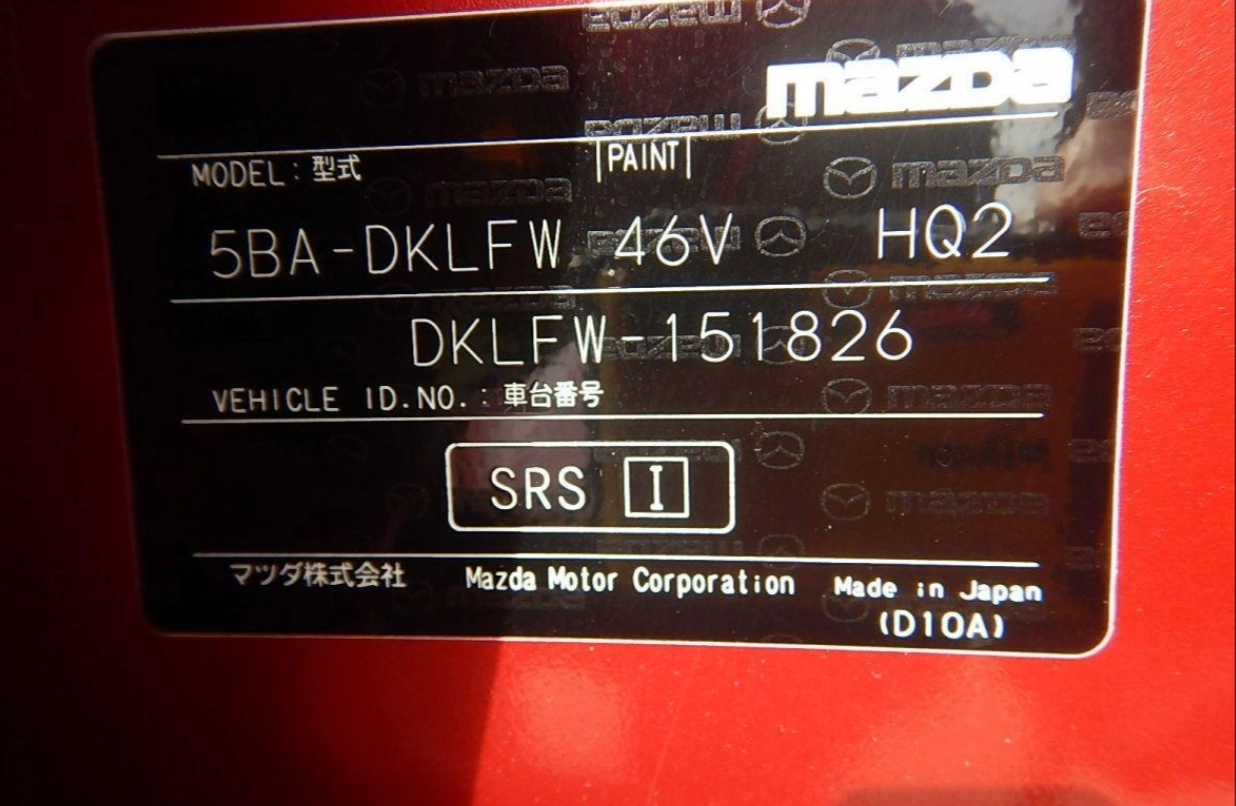 mazda
MODEL : 型式 PAINT
5BA-DKLFW 46V HQ2
DKLFW-151826
VEHICLE ID.NO. : 車台番号
SRS I
マツダ株式会社 Mazda Motor Corporation Made in Japan
(D10A)